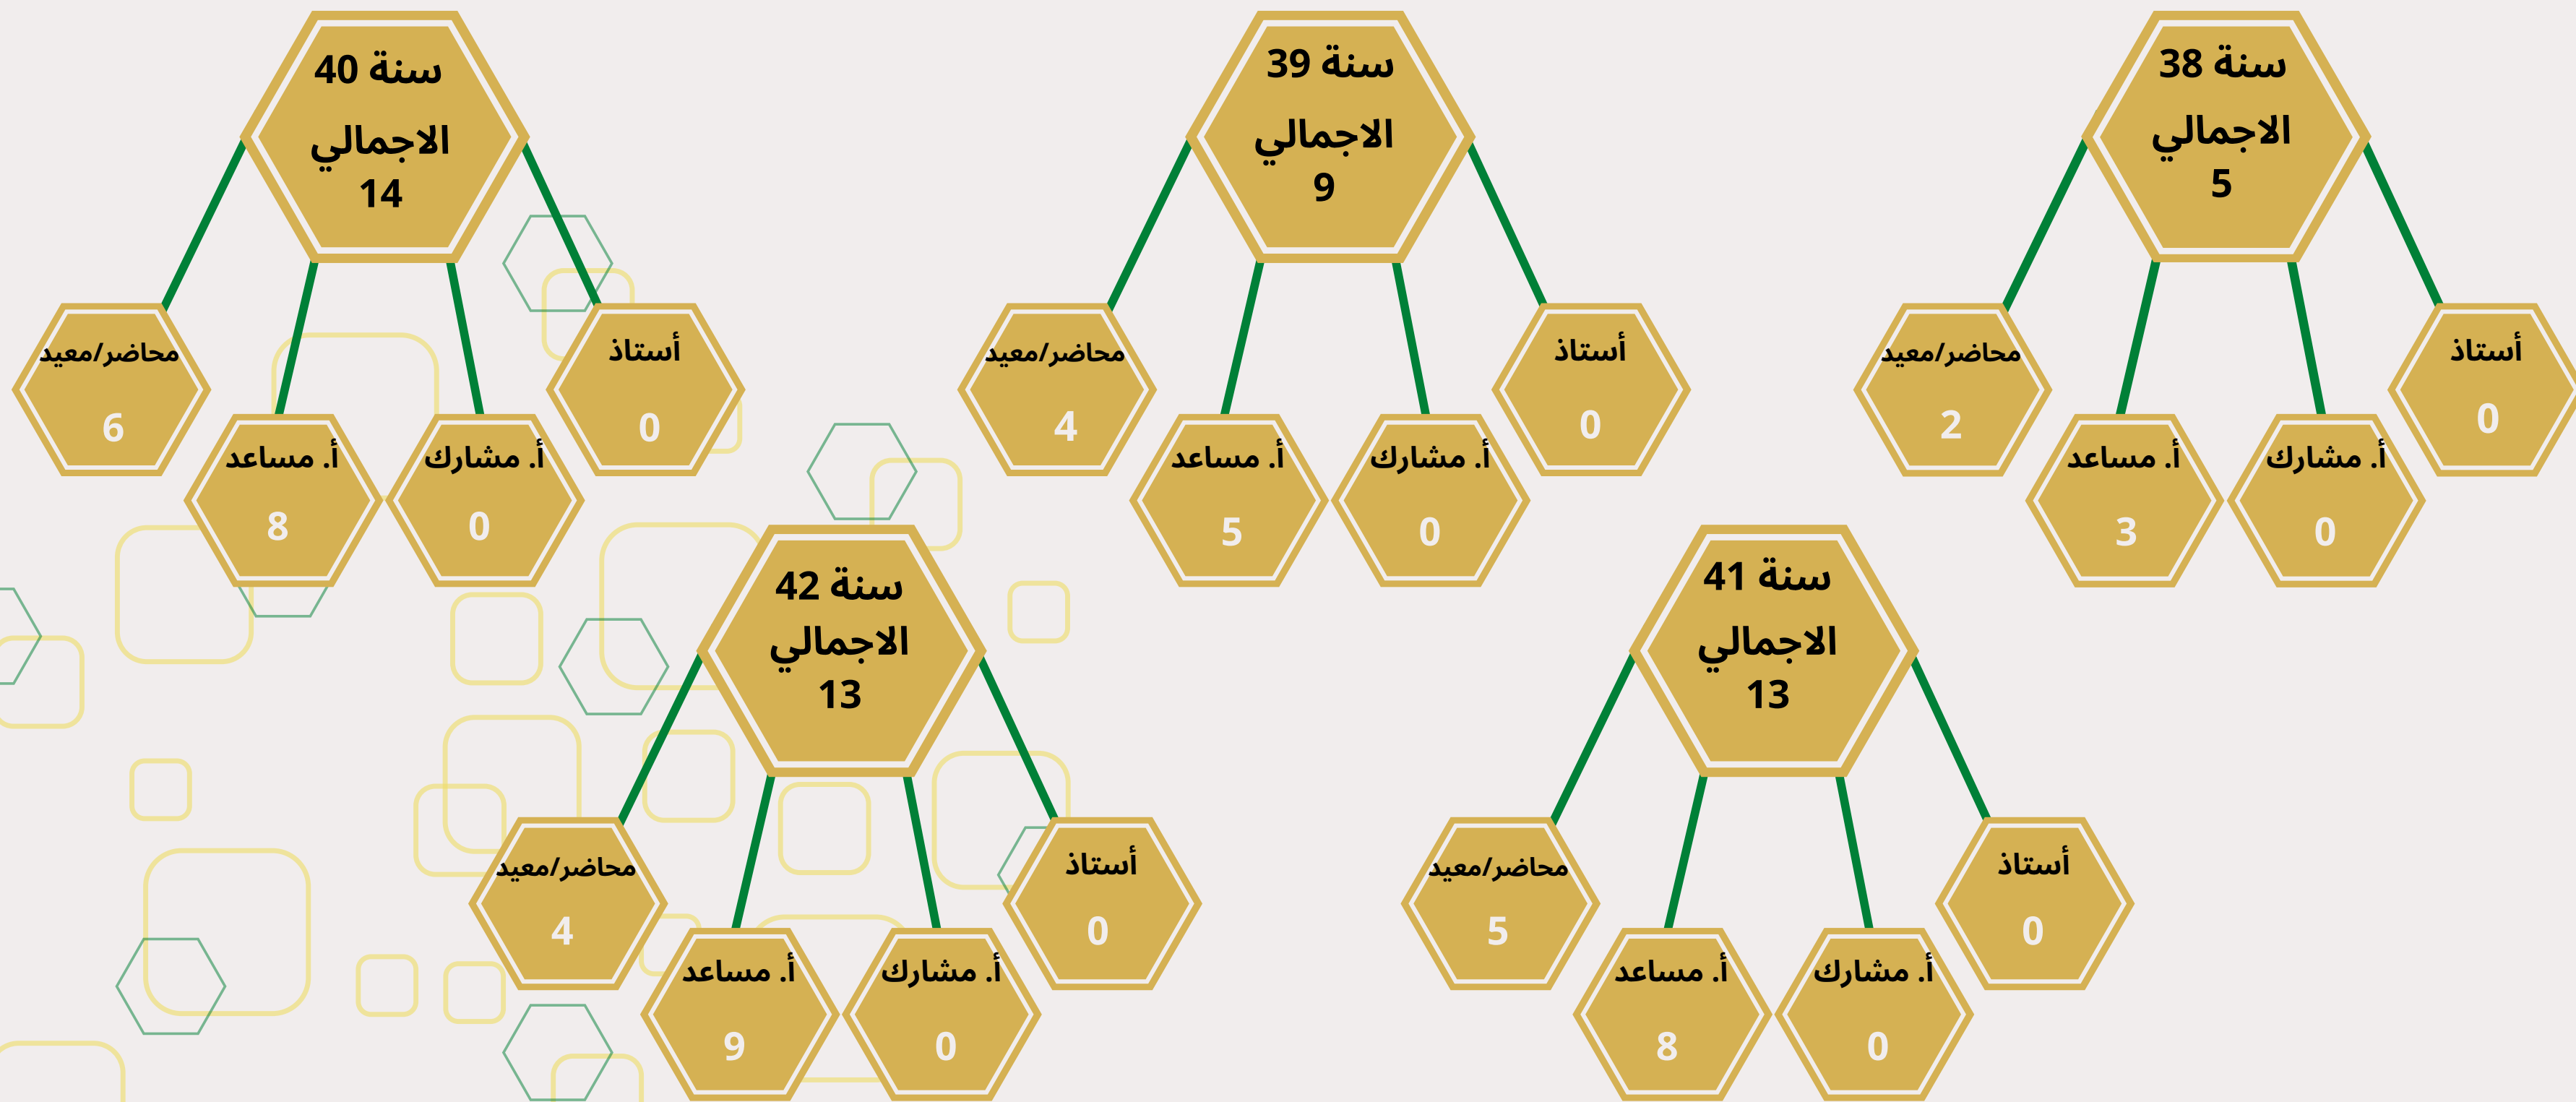 سنة 38
الاجمالي
5
أستاذ
0
أ. مشارك
0
أ. مساعد
3
محاضر/معيد
2
سنة 39
الاجمالي
9
أستاذ
0
أ. مشارك
0
أ. مساعد
5
محاضر/معيد
4
سنة 40
الاجمالي
14
أستاذ
0
أ. مشارك
0
أ. مساعد
8
محاضر/معيد
6
سنة 41
الاجمالي
13
أستاذ
0
أ. مشارك
0
أ. مساعد
8
محاضر/معيد
5
سنة 42
الاجمالي
13
أستاذ
0
أ. مشارك
0
أ. مساعد
9
محاضر/معيد
4